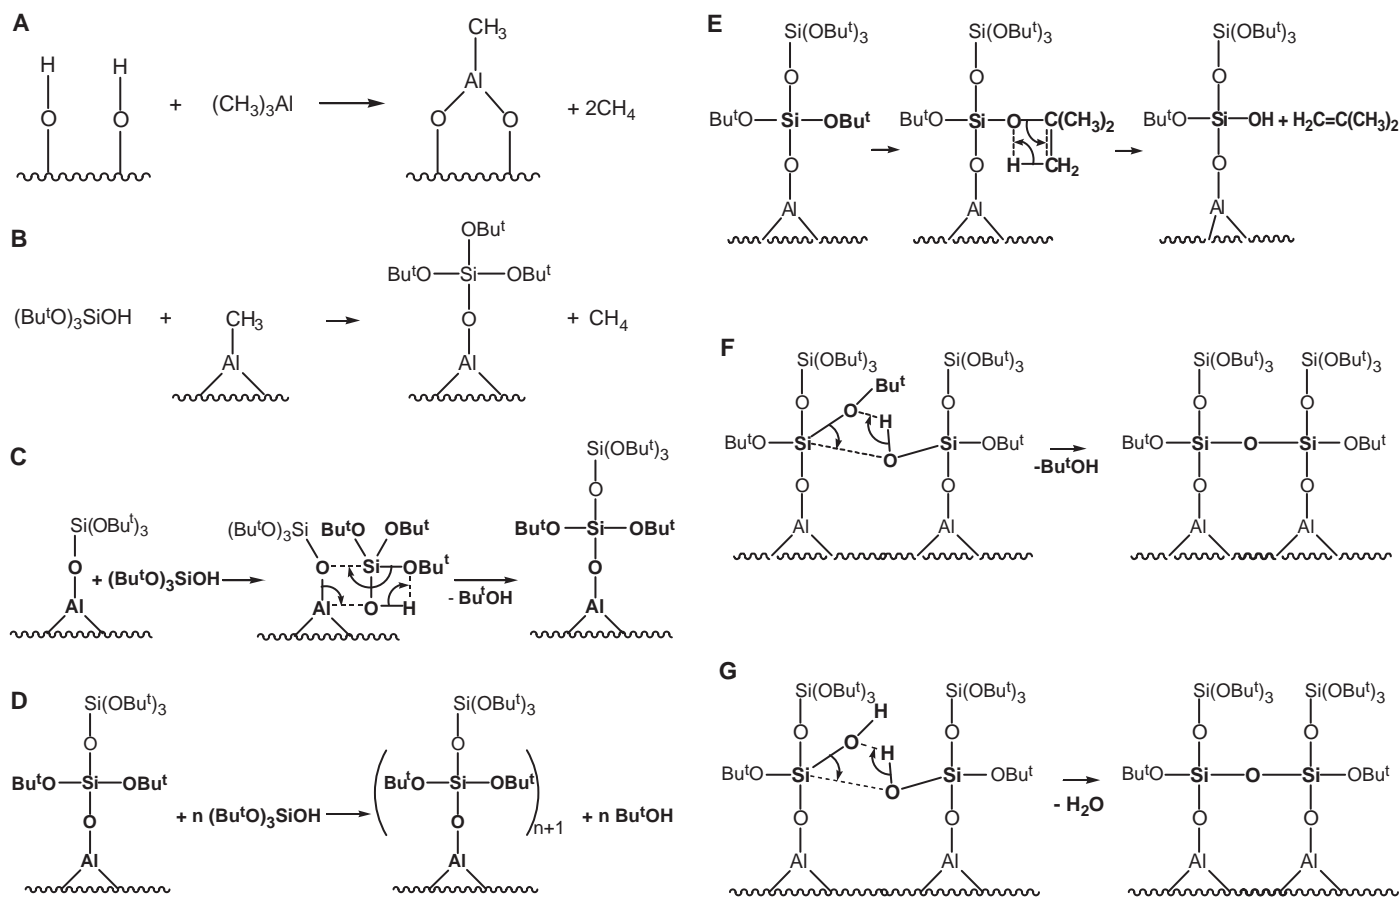 A
H H
O O
+ (CH₃)₃Al
CH₃
Al
O O
+ 2CH₄
B
(BuᵗO)₃SiOH + CH₃
Al
OBuᵗ
BuᵗO Si OBuᵗ
O
Al
+ CH₄
C
Si(OBuᵗ)₃
O
Al
+ (BuᵗO)₃SiOH
(BuᵗO)₃Si BuᵗO OBuᵗ
O Si OBuᵗ
Al O H
- BuᵗOH
Si(OBuᵗ)₃
O
BuᵗO Si OBuᵗ
O
Al
D
Si(OBuᵗ)₃
O
BuᵗO Si OBuᵗ
O
Al
+ n (BuᵗO)₃SiOH
Si(OBuᵗ)₃
O
( BuᵗO Si OBuᵗ
O )n+1
Al
+ n BuᵗOH
E
Si(OBuᵗ)₃
O
BuᵗO Si OBuᵗ
O
Al
Si(OBuᵗ)₃
O
BuᵗO Si O C(CH₃)₂
O H CH₂
Al
Si(OBuᵗ)₃
O
BuᵗO Si OH + H₂C=C(CH₃)₂
O
Al
F
Si(OBuᵗ)₃ Si(OBuᵗ)₃
Buᵗ
O O H O
BuᵗO Si Si OBuᵗ
O O O
Al Al
-BuᵗOH
Si(OBuᵗ)₃ Si(OBuᵗ)₃
O O
BuᵗO Si O Si OBuᵗ
O O
Al Al
G
Si(OBuᵗ)₃ Si(OBuᵗ)₃
H
O O H O
BuᵗO Si Si OBuᵗ
O O O
Al Al
- H₂O
Si(OBuᵗ)₃ Si(OBuᵗ)₃
O O
BuᵗO Si O Si OBuᵗ
O O
Al Al